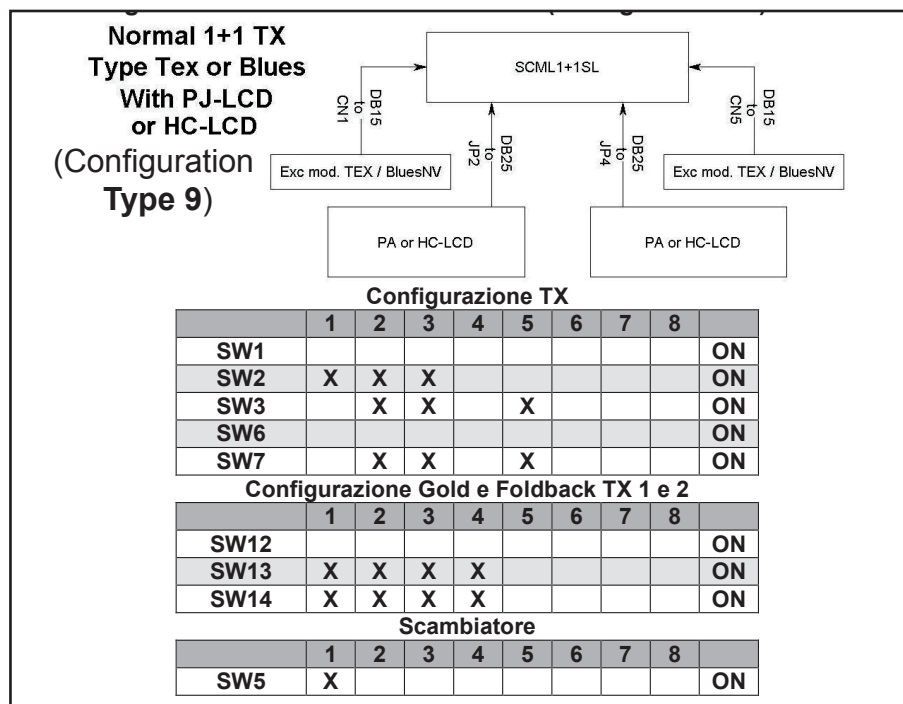 Normal 1+1 TX
Type Tex or Blues
With PJ-LCD
or HC-LCD
(Configuration
Type 9)
SCML1+1SL
DB15
to
CN1
DB25
to
JP2
DB25
to
JP4
DB15
to
CN5
Exc mod. TEX / BluesNV
Exc mod. TEX / BluesNV
PA or HC-LCD
PA or HC-LCD
Configurazione TX
1 2 3 4 5 6 7 8
SW1 ON
SW2 X X X ON
SW3 X X X ON
SW6 ON
SW7 X X X ON
Configurazione Gold e Foldback TX 1 e 2
1 2 3 4 5 6 7 8
SW12 ON
SW13 X X X X ON
SW14 X X X X ON
Scambiatore
1 2 3 4 5 6 7 8
SW5 X ON